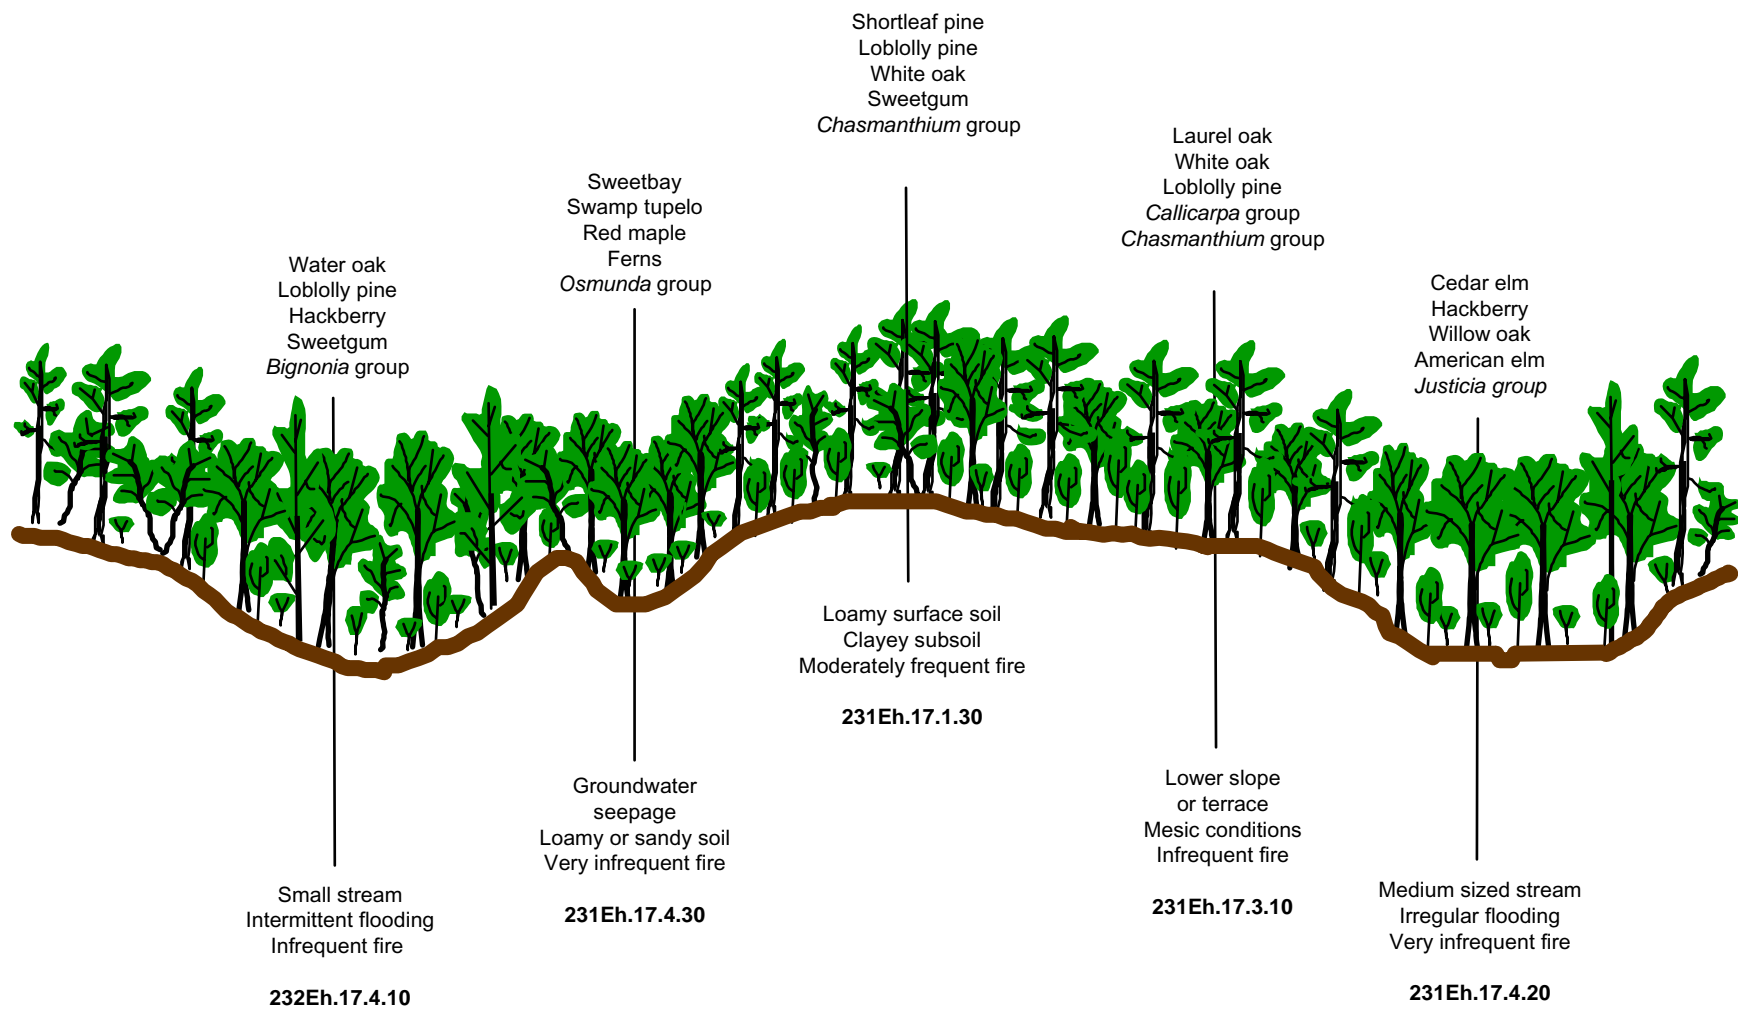 Shortleaf pine
Loblolly pine
White oak
Sweetgum
Chasmanthium group
Laurel oak
White oak
Loblolly pine
Callicarpa group
Chasmanthium group
Sweetbay
Swamp tupelo
Red maple
Ferns
Osmunda group
Water oak
Loblolly pine
Hackberry
Sweetgum
Bignonia group
Cedar elm
Hackberry
Willow oak
American elm
Justicia group
Loamy surface soil
Clayey subsoil
Moderately frequent fire
231Eh.17.1.30
Groundwater
seepage
Loamy or sandy soil
Very infrequent fire
231Eh.17.4.30
Lower slope
or terrace
Mesic conditions
Infrequent fire
231Eh.17.3.10
Small stream
Intermittent flooding
Infrequent fire
232Eh.17.4.10
Medium sized stream
Irregular flooding
Very infrequent fire
231Eh.17.4.20